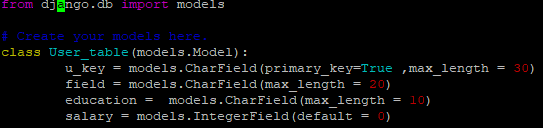 from django.db import models
# Create your models here.
class User_table(models.Model):
u_key = models.CharField(primary_key=True ,max_length = 30)
field = models.CharField(max_length = 20)
education =  models.CharField(max_length = 10)
salary = models.IntegerField(default = 0)